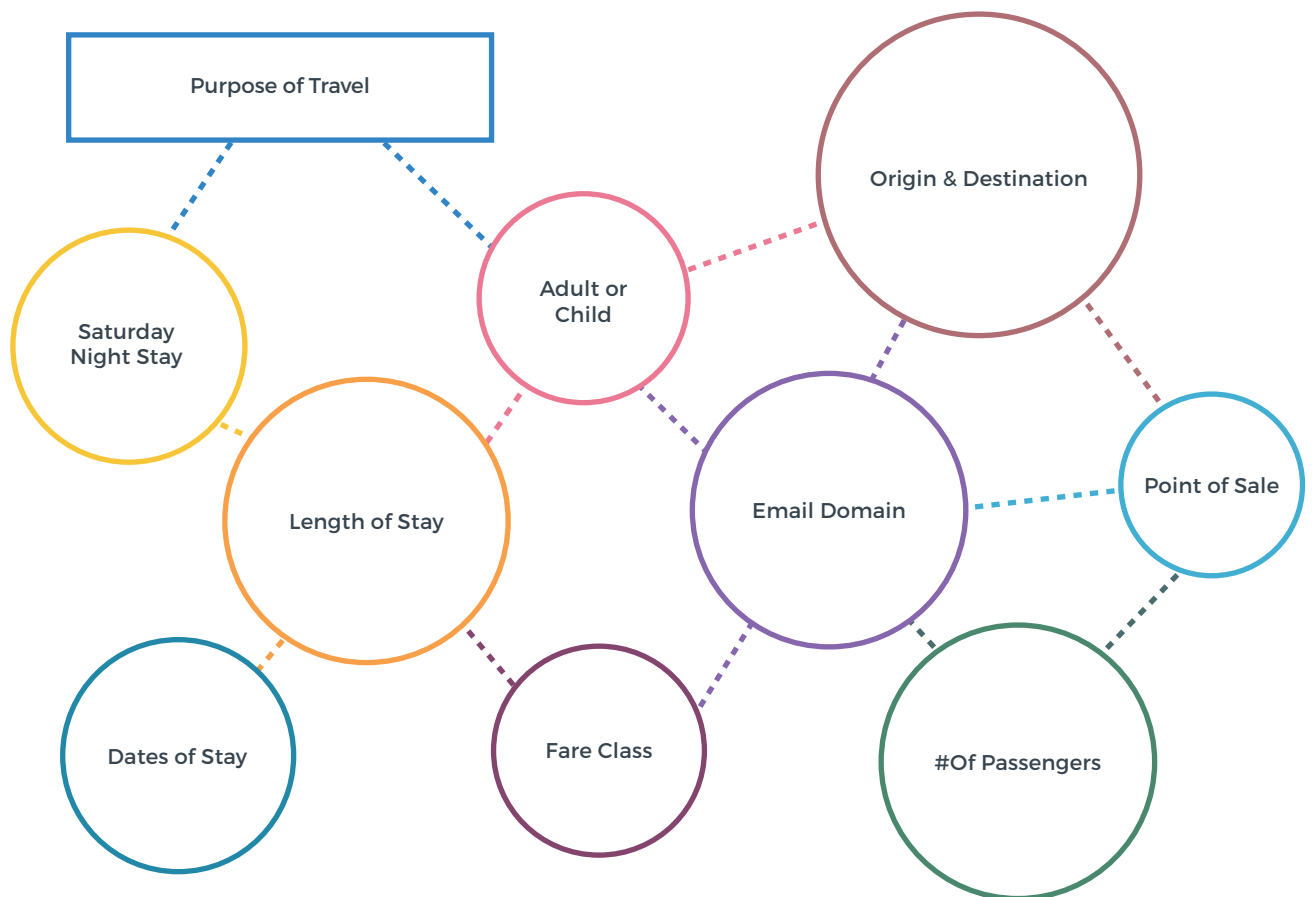 Purpose of Travel
Origin & Destination
Adult or
Child
Saturday
Night Stay
Point of Sale
Email Domain
Length of Stay
Fare Class
Dates of Stay
#Of Passengers